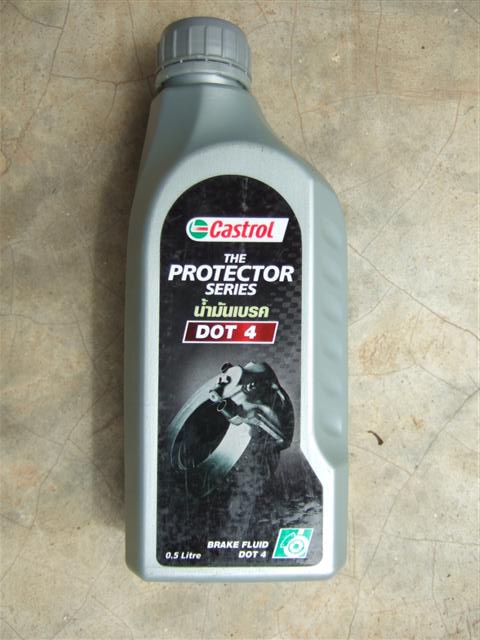 Castrol
THE
PROTECTOR
SERIES
น้ำมันเบรค
DOT 4
BRAKE FLUID
DOT 4
0.5 Litre